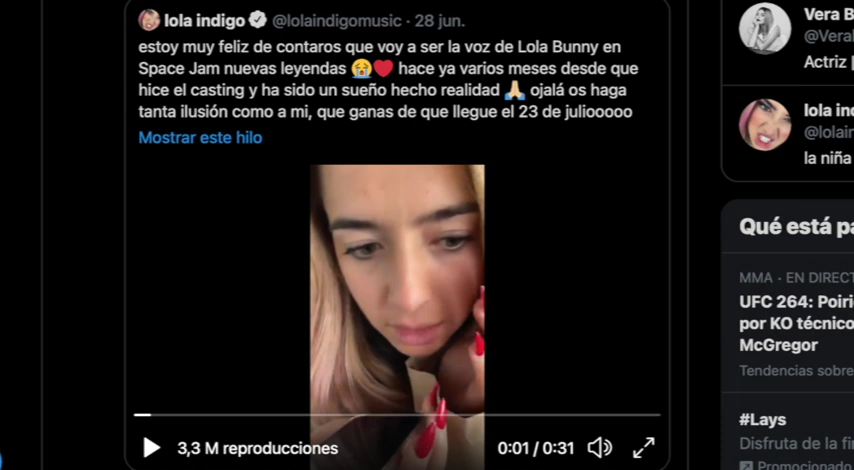 lola indigo @lolaindigomusic · 28 jun.
estoy muy feliz de contaros que voy a ser la voz de Lola Bunny en
Space Jam nuevas leyendas 😭❤️ hace ya varios meses desde que
hice el casting y ha sido un sueño hecho realidad 🙏🏼 ojalá os haga
tanta ilusión como a mi, que ganas de que llegue el 23 de juliooooo
Mostrar este hilo
3,3 M reproducciones
0:01 / 0:31
Vera B
@Vera
Actriz |
lola ind
@lolain
la niña
Qué está pa
MMA · EN DIRECT
UFC 264: Poiri
por KO técnico
McGregor
Tendencias sobre
#Lays
Disfruta de la fi
Promocionado